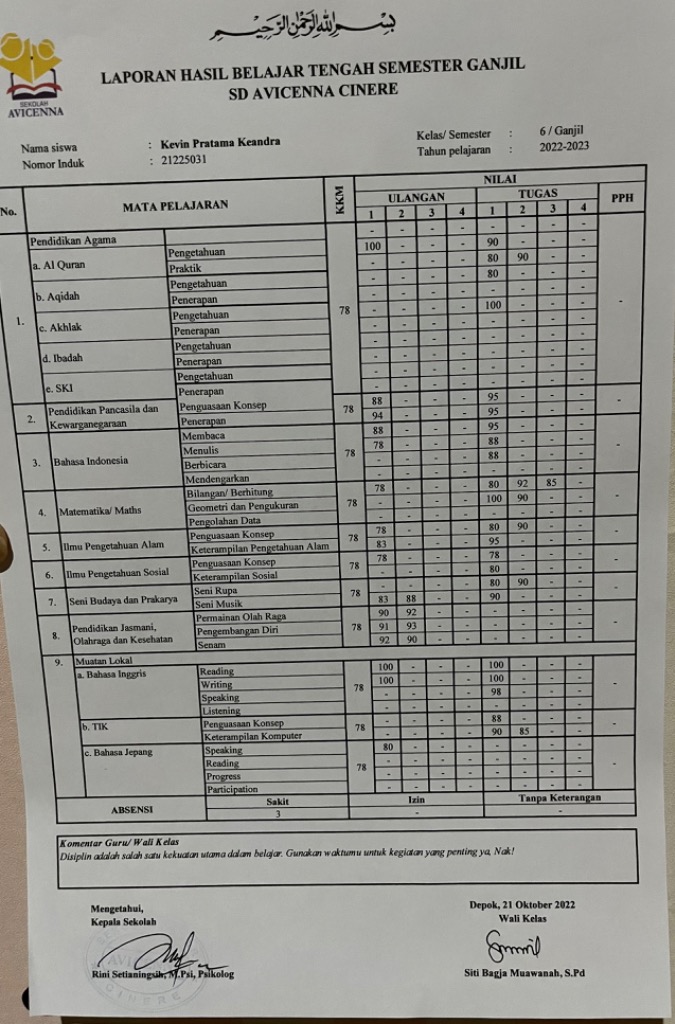 بسم الله الرحمن الرحيم
SEKOLAH
AVICENNA
LAPORAN HASIL BELAJAR TENGAH SEMESTER GANJIL
SD AVICENNA CINERE
Nama siswa : Kevin Pratama Keandra
Kelas/ Semester : 6 / Ganjil
Nomor Induk : 21225031
Tahun pelajaran : 2022-2023
No. MATA PELAJARAN KKM NILAI
ULANGAN TUGAS PPH
1 2 3 4 1 2 3 4
Pendidikan Agama - - - - - - - -
1. a. Al Quran Pengetahuan 100 - - - 90 - - -
Praktik - - - - 80 90 - -
b. Aqidah Pengetahuan - - - - 80 - - -
Penerapan - - - - - - - -
78 -
c. Akhlak Pengetahuan - - - - 100 - - -
Penerapan - - - - - - - -
d. Ibadah Pengetahuan - - - - - - - -
Penerapan - - - - - - - -
e. SKI Pengetahuan - - - - - - - -
Penerapan - - - - - - - -
2. Pendidikan Pancasila dan Kewarganegaraan Penguasaan Konsep 78 88 - - - 95 - - - -
Penerapan 94 - - - 95 - - -
3. Bahasa Indonesia Membaca 78 88 - - - 95 - - - -
Menulis 78 - - - 88 - - -
Berbicara - - - - 88 - - -
Mendengarkan - - - - - - - -
4. Matematika/ Maths Bilangan/ Berhitung 78 78 - - - 80 92 85 - -
Geometri dan Pengukuran - - - - 100 90 - -
Pengolahan Data - - - - - - - -
5. Ilmu Pengetahuan Alam Penguasaan Konsep 78 78 - - - 80 90 - - -
Keterampilan Pengetahuan Alam 83 - - - 95 - - -
6. Ilmu Pengetahuan Sosial Penguasaan Konsep 78 78 - - - 78 - - - -
Keterampilan Sosial - - - - 80 - - -
7. Seni Budaya dan Prakarya Seni Rupa 78 - - - - 80 90 - - -
Seni Musik 83 88 - - 90 - - -
8. Pendidikan Jasmani, Olahraga dan Kesehatan Permainan Olah Raga 78 90 92 - - - - - - -
Pengembangan Diri 91 93 - - - - - -
Senam 92 90 - - - - - -
9. Muatan Lokal
a. Bahasa Inggris Reading 78 100 - - - 100 - - - -
Writing 100 - - - 100 - - -
Speaking - - - - 98 - - -
Listening - - - - - - - -
b. TIK Penguasaan Konsep 78 - - - - 88 - - - -
Keterampilan Komputer - - - - 90 85 - -
c. Bahasa Jepang Speaking 78 80 - - - - - - - -
Reading - - - - - - - -
Progress - - - - - - - -
Participation - - - - - - - -
ABSENSI Sakit Izin Tanpa Keterangan
3 - -
Komentar Guru/ Wali Kelas
Disiplin adalah salah satu kekuatan utama dalam belajar. Gunakan waktumu untuk kegiatan yang penting ya, Nak!
Mengetahui,
Kepala Sekolah
Rini Setianingsih, M.Psi, Psikolog
CINERE
Depok, 21 Oktober 2022
Wali Kelas
Siti Bagja Muawanah, S.Pd